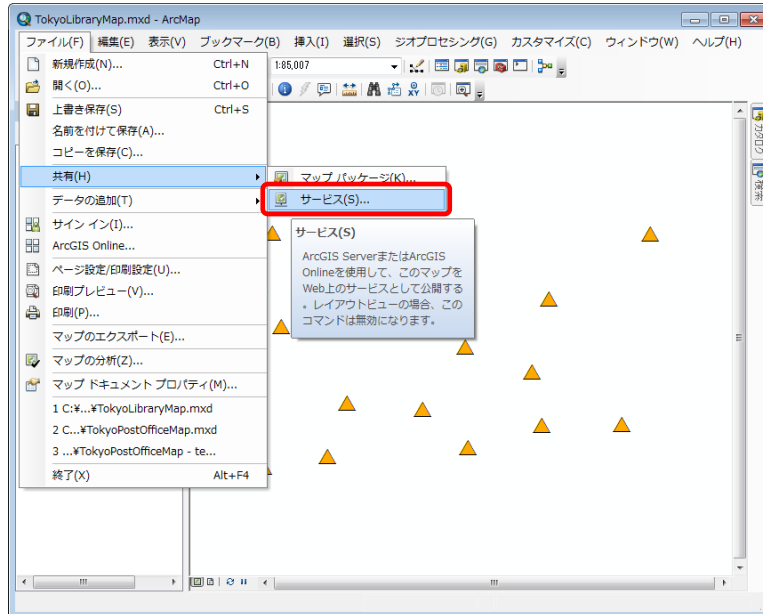 TokyoLibraryMap.mxd - ArcMap
ファイル(F) 編集(E) 表示(V) ブックマーク(B) 挿入(I) 選択(S) ジオプロセシング(G) カスタマイズ(C) ウィンドウ(W) ヘルプ(H)
新規作成(N)... Ctrl+N
1:85,007
開く(O)... Ctrl+O
上書き保存(S) Ctrl+S
名前を付けて保存(A)...
コピーを保存(C)...
共有(H)
マップ パッケージ(K)...
データの追加(T)
サービス(S)...
サイン イン(I)...
ArcGIS Online...
ページ設定/印刷設定(U)...
印刷プレビュー(V)...
印刷(P)...
マップのエクスポート(E)...
マップの分析(Z)...
マップ ドキュメント プロパティ(M)...
1 C:¥...¥TokyoLibraryMap.mxd
2 C...¥TokyoPostOfficeMap.mxd
3 ...¥TokyoPostOfficeMap - te...
終了(X) Alt+F4
サービス(S)
ArcGIS ServerまたはArcGIS
Onlineを使用して、このマップを
Web上のサービスとして公開する
。レイアウトビューの場合、この
コマンドは無効になります。
カタログ
検索